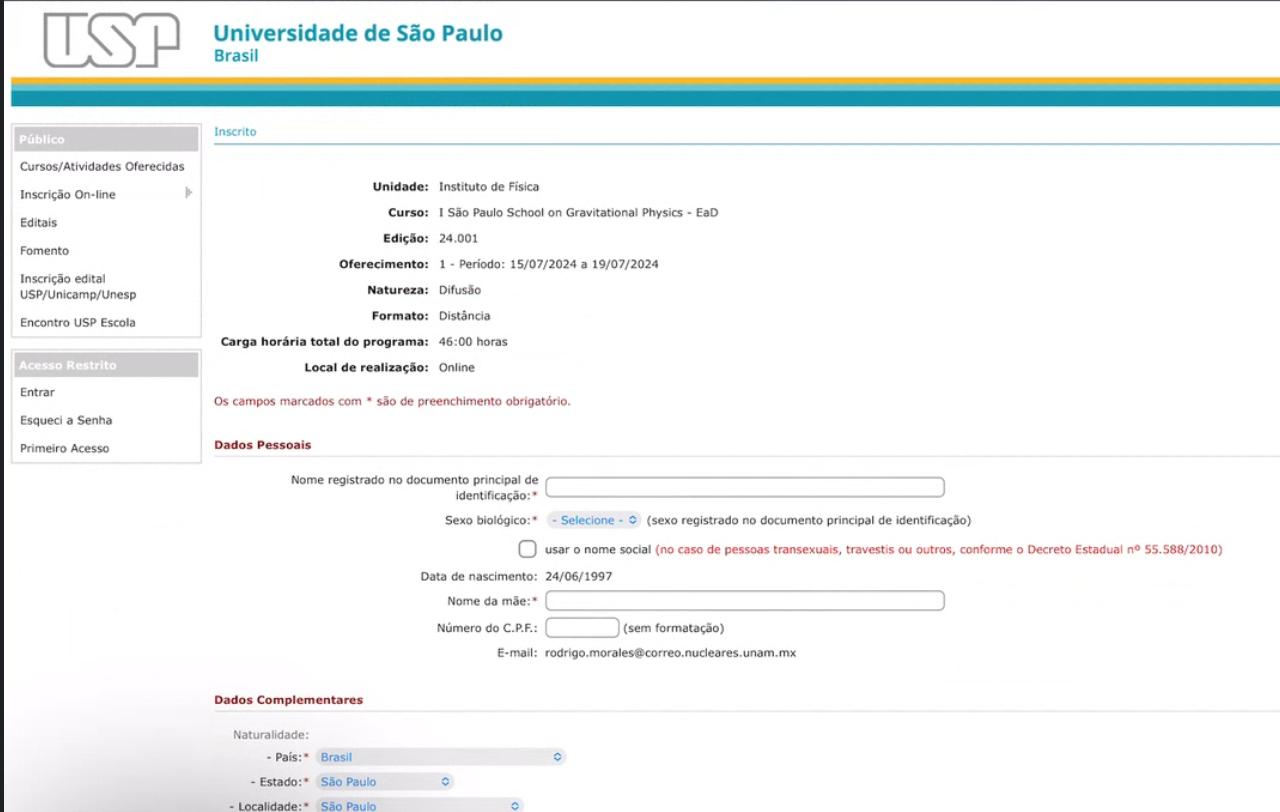 USP
Universidade de São Paulo
Brasil
Público
Cursos/Atividades Oferecidas
Inscrição On-line
Editais
Fomento
Inscrição edital
USP/Unicamp/Unesp
Encontro USP Escola
Acesso Restrito
Entrar
Esqueci a Senha
Primeiro Acesso
Inscrito
Unidade: Instituto de Física
Curso: I São Paulo School on Gravitational Physics - EaD
Edição: 24.001
Oferecimento: 1 - Período: 15/07/2024 a 19/07/2024
Natureza: Difusão
Formato: Distância
Carga horária total do programa: 46:00 horas
Local de realização: Online
Os campos marcados com * são de preenchimento obrigatório.
Dados Pessoais
Nome registrado no documento principal de
identificação:*
Sexo biológico:* - Selecione - (sexo registrado no documento principal de identificação)
usar o nome social (no caso de pessoas transexuais, travestis ou outros, conforme o Decreto Estadual nº 55.588/2010)
Data de nascimento: 24/06/1997
Nome da mãe:*
Número do C.P.F.: (sem formatação)
E-mail: rodrigo.morales@correo.nucleares.unam.mx
Dados Complementares
Naturalidade:
- País:* Brasil
- Estado:* São Paulo
- Localidade:* São Paulo